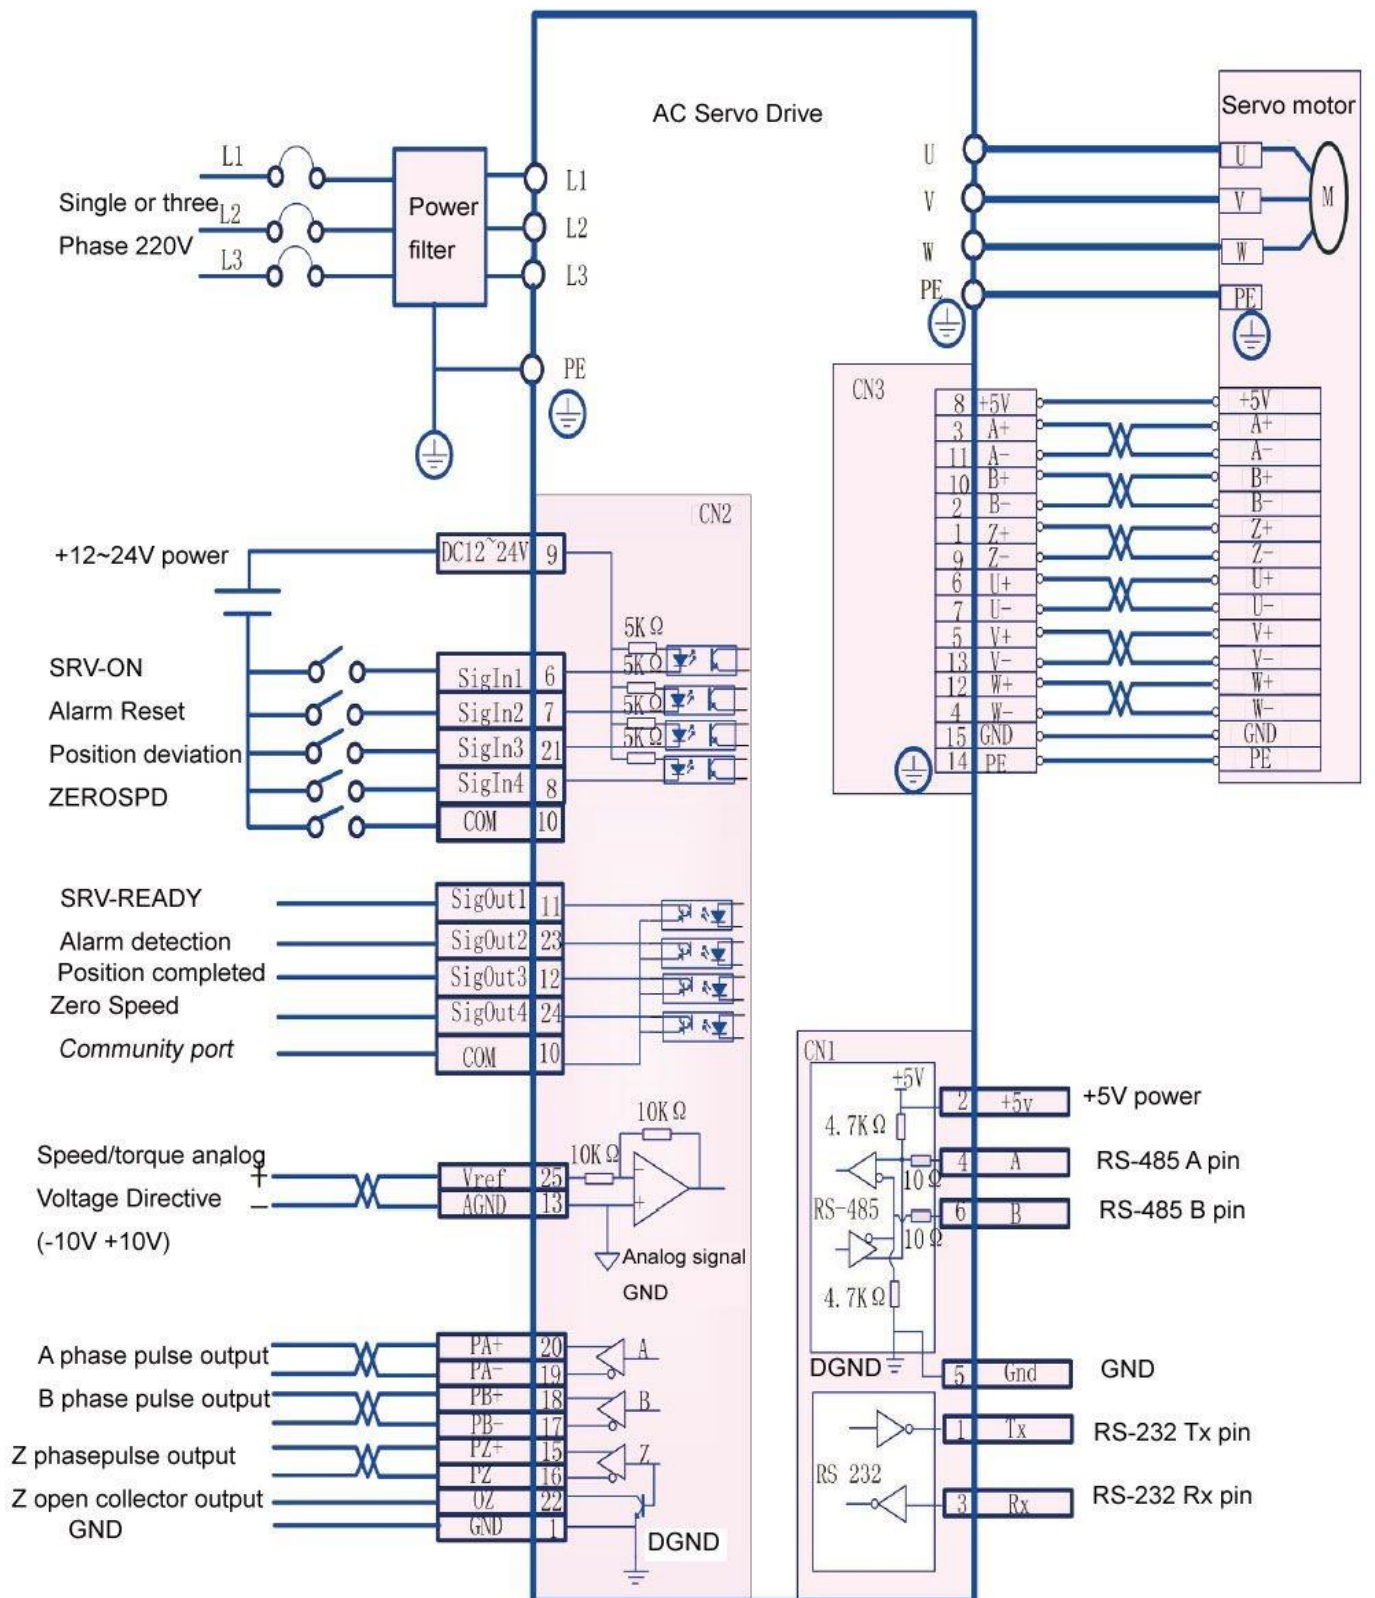 AC Servo Drive
Servo motor
L1
L2
L3
Single or three
Phase 220V
Power
filter
L1
L2
L3
PE
U
V
W
PE
U
V
W
PE
M
CN3
8 +5V
3 A+
11 A-
10 B+
2 B-
1 Z+
9 Z-
6 U+
7 U-
5 V+
13 V-
12 W+
4 W-
15 GND
14 PE
+5V
A+
A-
B+
B-
Z+
Z-
U+
U-
V+
V-
W+
W-
GND
PE
CN2
+12~24V power
DC12~24V 9
5KΩ
5KΩ
5KΩ
5KΩ
SRV-ON
SigIn1 6
Alarm Reset
SigIn2 7
Position deviation
SigIn3 21
ZEROSPD
SigIn4 8
COM 10
SRV-READY
SigOut1 11
Alarm detection
SigOut2 23
Position completed
SigOut3 12
Zero Speed
SigOut4 24
Community port
COM 10
10KΩ
10KΩ
Speed/torque analog
+
Voltage Directive
−
(-10V +10V)
Vref 25
AGND 13
−
+
Analog signal
GND
A phase pulse output
PA+ 20
PA- 19
A
B phase pulse output
PB+ 18
PB- 17
B
Z phasepulse output
PZ+ 15
PZ 16
Z
Z open collector output
OZ 22
GND
GND 1
DGND
CN1
+5V
4.7KΩ
10Ω
RS-485
10Ω
4.7KΩ
DGND
2 +5v
+5V power
4 A
RS-485 A pin
6 B
RS-485 B pin
5 Gnd
GND
RS 232
1 Tx
RS-232 Tx pin
3 Rx
RS-232 Rx pin